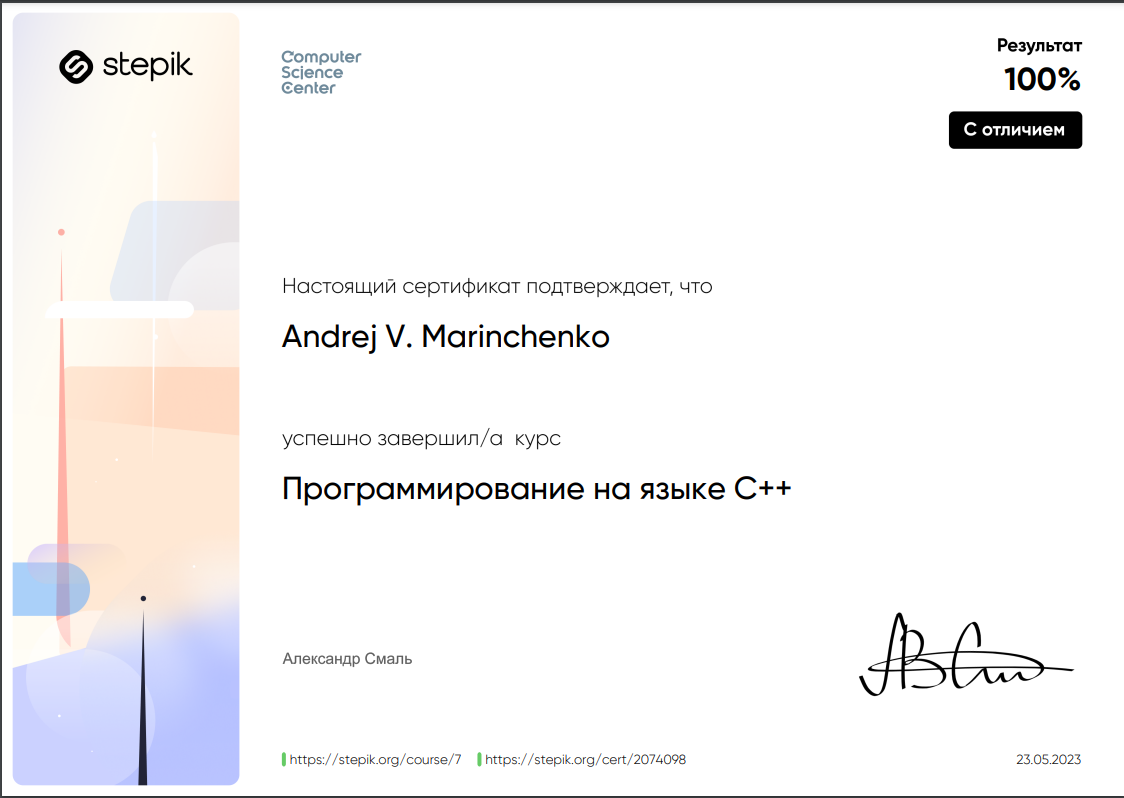 stepik
Computer
Science
Center
Результат
100%
С отличием
Настоящий сертификат подтверждает, что
Andrej V. Marinchenko
успешно завершил/а курс
Программирование на языке C++
Александр Смаль
https://stepik.org/course/7 https://stepik.org/cert/2074098
23.05.2023